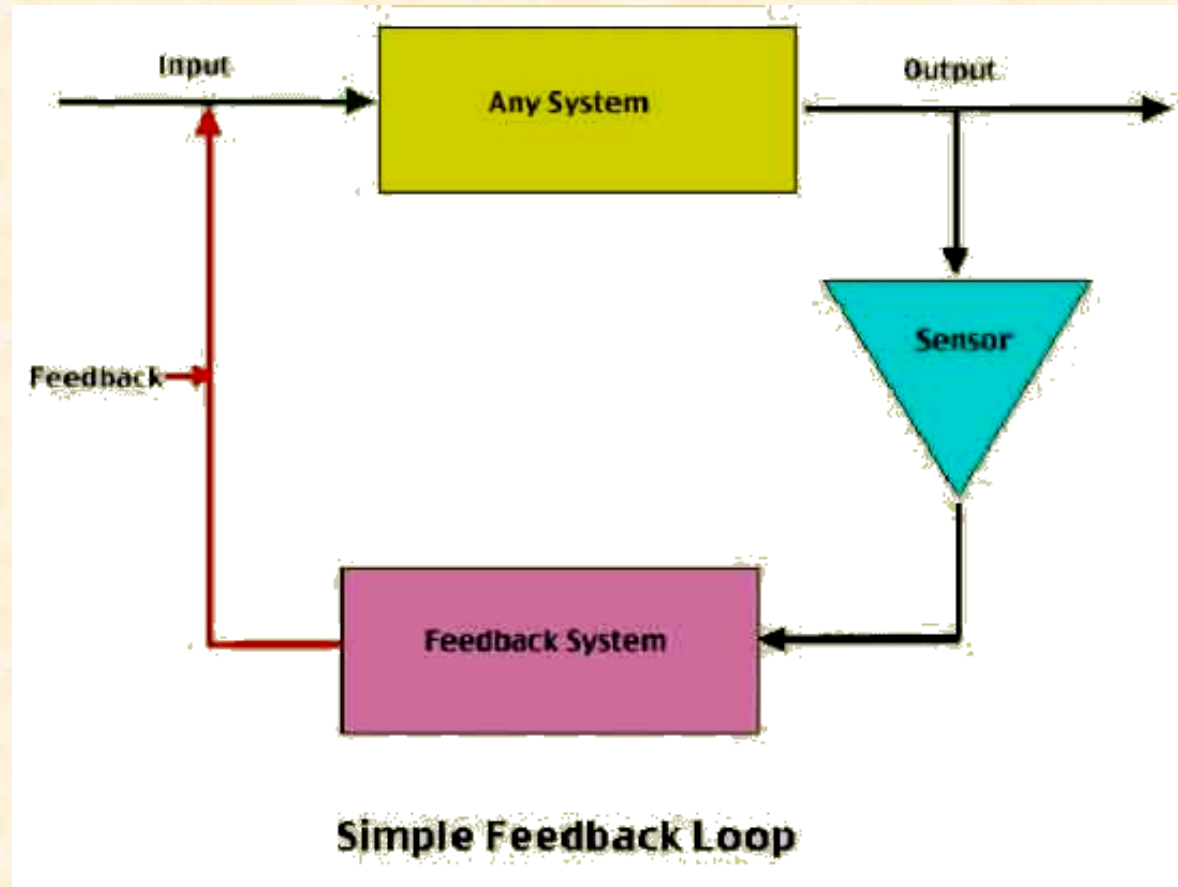 Input
Output
Any System
Sensor
Feedback
Feedback System
Simple Feedback Loop